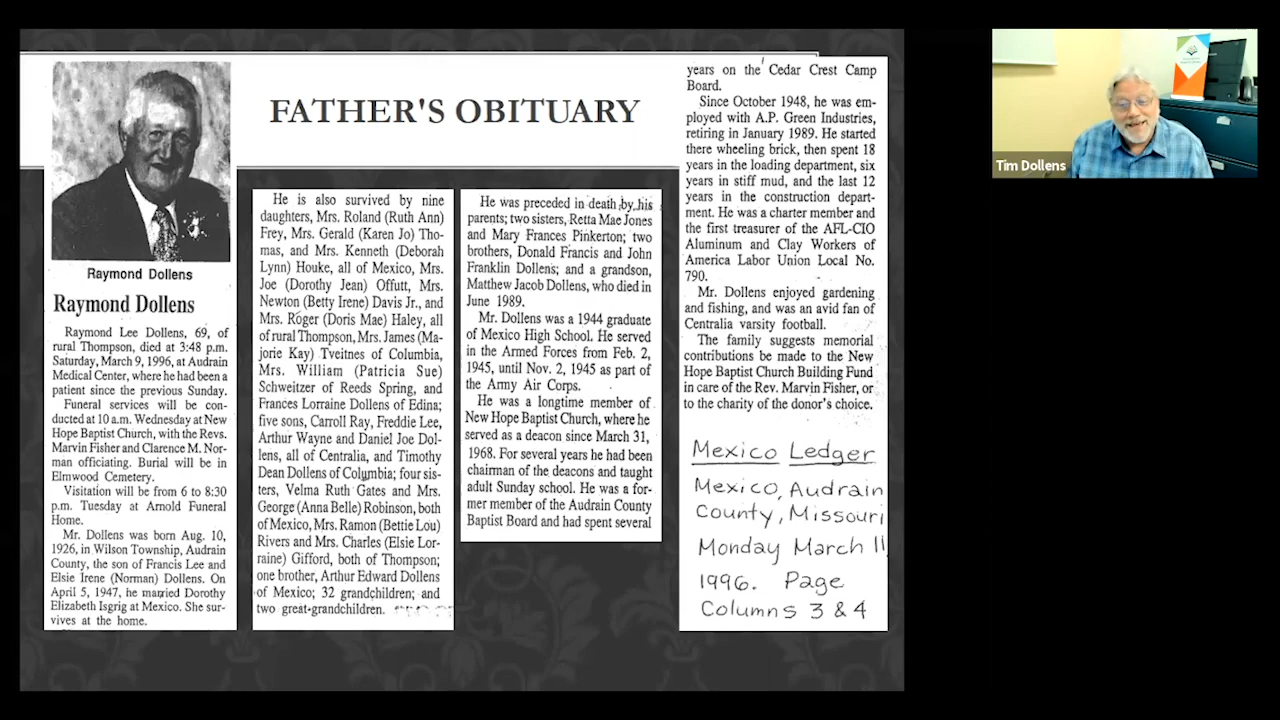 FATHER'S OBITUARY
Raymond Dollens
Raymond Dollens
Raymond Lee Dollens, 69, of
rural Thompson, died at 3:48 p.m.
Saturday, March 9, 1996, at Audrain
Medical Center, where he had been a
patient since the previous Sunday.
Funeral services will be con-
ducted at 10 a.m. Wednesday at New
Hope Baptist Church, with the Revs.
Marvin Fisher and Clarence M. Nor-
man officiating. Burial will be in
Elmwood Cemetery.
Visitation will be from 6 to 8:30
p.m. Tuesday at Arnold Funeral
Home.
Mr. Dollens was born Aug. 10,
1926, in Wilson Township, Audrain
County, the son of Francis Lee and
Elsie Irene (Norman) Dollens. On
April 5, 1947, he married Dorothy
Elizabeth Isgrig at Mexico. She sur-
vives at the home.
He is also survived by nine
daughters, Mrs. Roland (Ruth Ann)
Frey, Mrs. Gerald (Karen Jo) Tho-
mas, and Mrs. Kenneth (Deborah
Lynn) Houke, all of Mexico, Mrs.
Joe (Dorothy Jean) Offutt, Mrs.
Newton (Betty Irene) Davis Jr., and
Mrs. Roger (Doris Mae) Haley, all
of rural Thompson, Mrs. James (Ma-
jorie Kay) Tveitnes of Columbia,
Mrs. William (Patricia Sue)
Schweitzer of Reeds Spring, and
Frances Lorraine Dollens of Edina;
five sons, Carroll Ray, Freddie Lee,
Arthur Wayne and Daniel Joe Dol-
lens, all of Centralia, and Timothy
Dean Dollens of Columbia; four sis-
ters, Velma Ruth Gates and Mrs.
George (Anna Belle) Robinson, both
of Mexico, Mrs. Ramon (Bettie Lou)
Rivers and Mrs. Charles (Elsie Lor-
raine) Gifford, both of Thompson;
one brother, Arthur Edward Dollens
of Mexico; 32 grandchildren; and
two great-grandchildren.
He was preceded in death by his
parents; two sisters, Retta Mae Jones
and Mary Frances Pinkerton; two
brothers, Donald Francis and John
Franklin Dollens; and a grandson,
Matthew Jacob Dollens, who died in
June 1989.
Mr. Dollens was a 1944 graduate
of Mexico High School. He served
in the Armed Forces from Feb. 2,
1945, until Nov. 2, 1945 as part of
the Army Air Corps.
He was a longtime member of
New Hope Baptist Church, where he
served as a deacon since March 31,
1968. For several years he had been
chairman of the deacons and taught
adult Sunday school. He was a for-
mer member of the Audrain County
Baptist Board and had spent several
years on the Cedar Crest Camp
Board.
Since October 1948, he was em-
ployed with A.P. Green Industries,
retiring in January 1989. He started
there wheeling brick, then spent 18
years in the loading department, six
years in stiff mud, and the last 12
years in the construction depart-
ment. He was a charter member and
the first treasurer of the AFL-CIO
Aluminum and Clay Workers of
America Labor Union Local No.
790.
Mr. Dollens enjoyed gardening
and fishing, and was an avid fan of
Centralia varsity football.
The family suggests memorial
contributions be made to the New
Hope Baptist Church Building Fund
in care of the Rev. Marvin Fisher, or
to the charity of the donor's choice.
Mexico Ledger
Mexico, Audrain
County, Missouri
Monday March 11
1996. Page
Columns 3 & 4
Tim Dollens